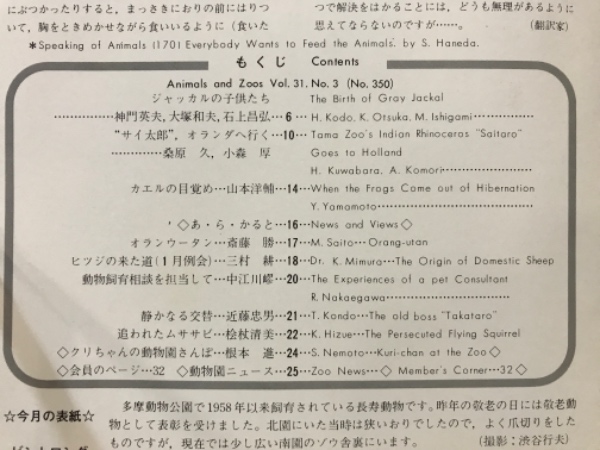 にぶつかったりすると，まっさきにおりの前にはりつ
いて，胸をときめかせながら食いいるように（食いた
つで解決をはかることには，どうも無理があるように
思えてならないのですが……。　（翻訳家）
＊Speaking of Animals (170) Everybody Wants to Feed the Animals. by S. Haneda.
もくじ Contents
Animals and Zoos Vol. 31. No. 3 (No. 350)
ジャッカルの子供たち　The Birth of Gray Jackal
……………神門英夫，大塚和夫，石上昌弘…6…H. Kodo, K. Otsuka, M. Ishigami……………
“サイ太郎”，オランダへ行く…10…Tama Zoo's Indian Rhinoceros “Saitaro”
…………桑原　久，小森　厚　Goes to Holland
H. Kuwabara, A. Komori……………………
カエルの目覚め…山本洋輔…14…When the Frogs Come out of Hibernation
Y. Yamamoto……………………………………
◇あ・ら・かると…16…News and Views◇
オランウータン…斎藤　勝…17…M. Saito…Orang-utan
ヒツジの来た道（1月例会）…三村　耕…18…Dr. K. Mimura…The Origin of Domestic Sheep
動物飼育相談を担当して…中江川曜…20…The Experiences of a pet Consultant
R. Nakaegawa……………………………
静かなる交替…近藤忠男…21…T. Kondo…The old boss “Takataro”
追われたムササビ…桧杖清美…22…K. Hizue…The Persecuted Flying Squirrel
◇クリちゃんの動物園さんぽ…根本　進…24…S. Nemoto…Kuri-chan at the Zoo◇
◇会員のページ…32　◇動物園ニュース…25…Zoo News…◇ Member's Corner…32◇
☆今月の表紙☆
多摩動物公園で1958年以来飼育されている長寿動物です。昨年の敬老の日には敬老動
物として表彰を受けました。北園にいた当時は狭いおりでしたので，よく爪切りをした
ものですが，現在では少し広い南園のゾウ舎裏にいます。　（撮影：渋谷行夫）